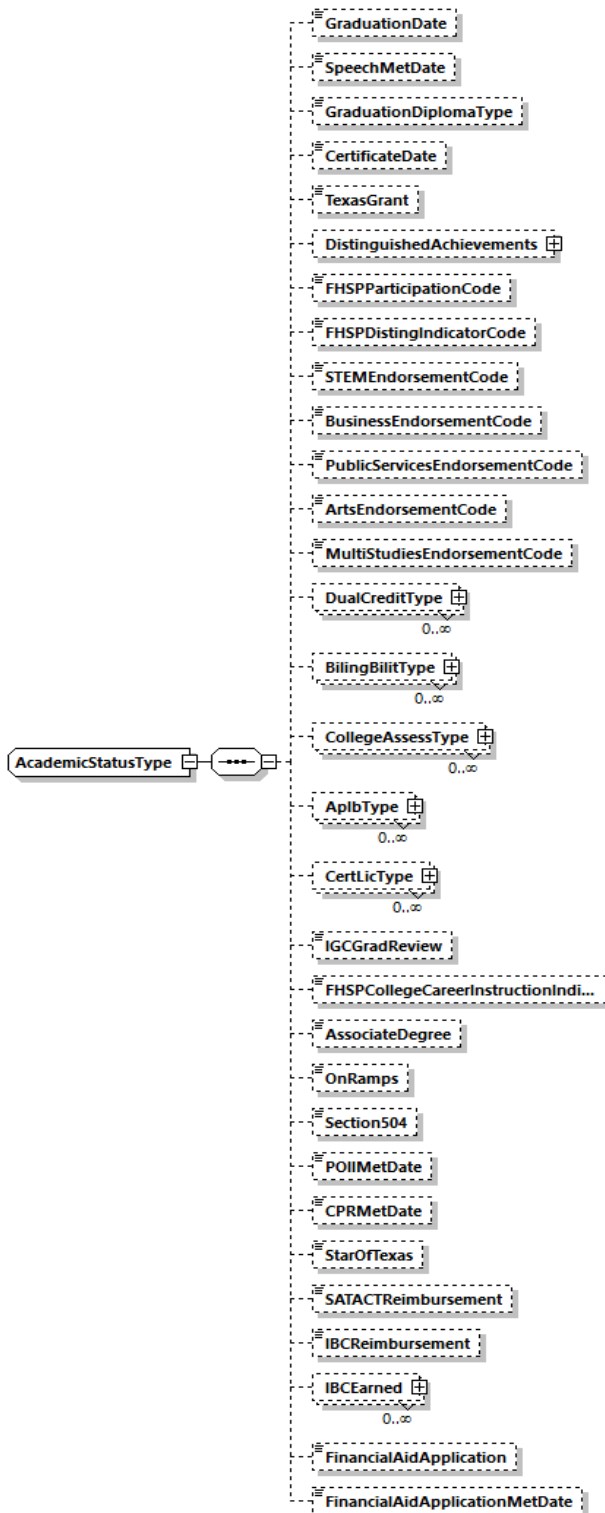 GraduationDate
SpeechMetDate
GraduationDiplomaType
CertificateDate
TexasGrant
DistinguishedAchievements
FHSPParticipationCode
FHSPDistingIndicatorCode
STEMEndorsementCode
BusinessEndorsementCode
PublicServicesEndorsementCode
ArtsEndorsementCode
MultiStudiesEndorsementCode
DualCreditType
0..∞
BilingBilitType
0..∞
CollegeAssessType
0..∞
AcademicStatusType
ApIbType
0..∞
CertLicType
0..∞
IGCGradReview
FHSPCollegeCareerInstructionIndi...
AssociateDegree
OnRamps
Section504
POIIMetDate
CPRMetDate
StarOfTexas
SATACTReimbursement
IBCReimbursement
IBCEarned
0..∞
FinancialAidApplication
FinancialAidApplicationMetDate